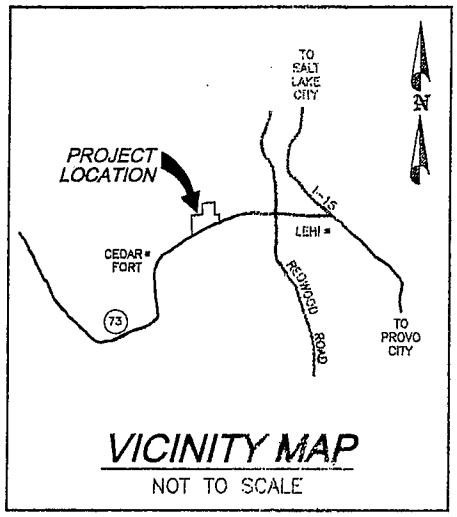 TO
SALT
LAKE
CITY
N
PROJECT
LOCATION
I-15
LEHI
CEDAR
FORT
REDWOOD
ROAD
73
TO
PROVO
CITY
VICINITY MAP
NOT TO SCALE